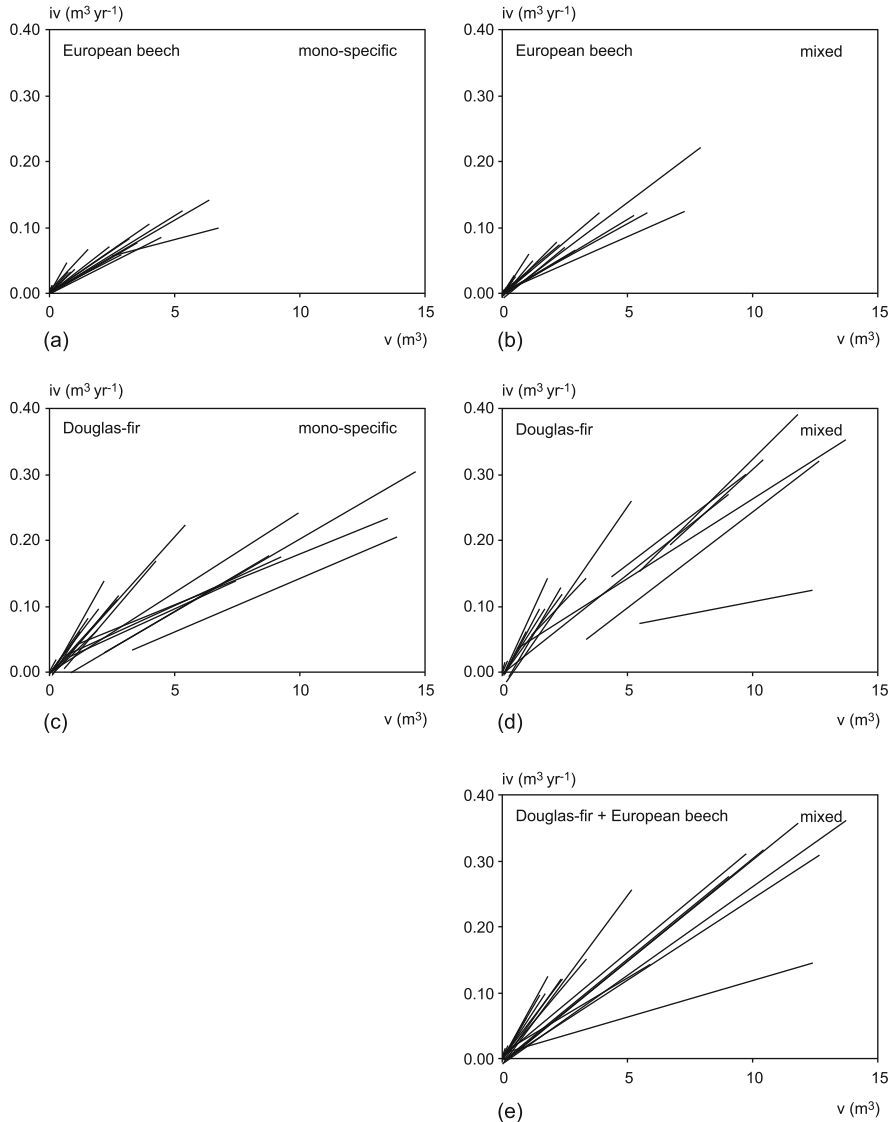 iv (m³ yr⁻¹)
0.40
European beech mono-specific
0.30
0.20
0.10
0.00
0 5 10 15
(a) v (m³)
iv (m³ yr⁻¹)
0.40
European beech mixed
0.30
0.20
0.10
0.00
0 5 10 15
(b) v (m³)
iv (m³ yr⁻¹)
0.40
Douglas-fir mono-specific
0.30
0.20
0.10
0.00
0 5 10 15
(c) v (m³)
iv (m³ yr⁻¹)
0.40
Douglas-fir mixed
0.30
0.20
0.10
0.00
0 5 10 15
(d) v (m³)
iv (m³ yr⁻¹)
0.40
Douglas-fir + European beech mixed
0.30
0.20
0.10
0.00
0 5 10 15
(e) v (m³)